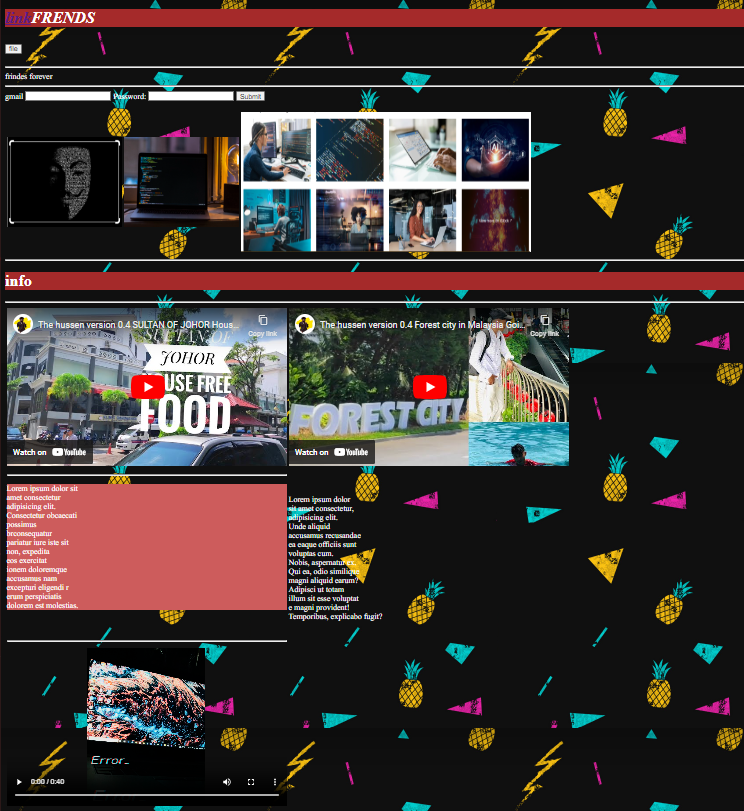 linkFRENDS
file
frindes forever
gmail Password: Submit
info
The hussen version 0.4 SULTAN OF JOHOR Hous...
Copy link
SULTAN OF
JOHOR
HOUSE FREE
FOOD
Watch on YouTube
The hussen version 0.4 Forest city in Malaysia Goi...
Copy link
FOREST CITY
Watch on YouTube
Lorem ipsum dolor sit
amet consectetur
adipisicing elit.
Consectetur obcaecati
possimus
brconsequatur
pariatur iure iste sit
non, expedita
eos exercitat
ionem doloremque
accusamus nam
excepturi eligendi r
erum perspiciatis
dolorem est molestias.
Lorem ipsum dolor
sit amet consectetur,
adipisicing elit.
Unde aliquid
accusamus recusandae
ea eaque officiis sunt
voluptas cum.
Nobis, aspernatur ex.
Qui ea, odio similique
magni aliquid earum?
Adipisci ut totam
illum sit esse voluptat
e magni provident!
Temporibus, explicabo fugit?
Error_
0:00 / 0:40